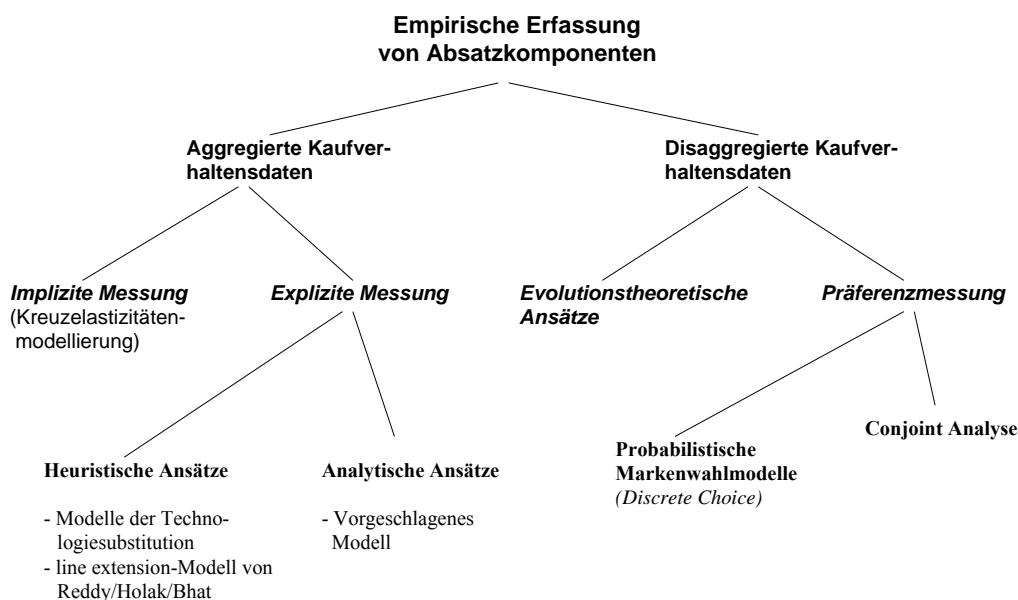 Empirische Erfassung
von Absatzkomponenten
Aggregierte Kaufver-
haltensdaten
Disaggregierte Kaufver-
haltensdaten
Implizite Messung
(Kreuzelastizitäten-
modellierung)
Explizite Messung
Evolutionstheoretische
Ansätze
Präferenzmessung
Heuristische Ansätze
- Modelle der Techno-
logiesubstitution
- line extension-Modell von
Reddy/Holak/Bhat
Analytische Ansätze
- Vorgeschlagenes
Modell
Probabilistische
Markenwahlmodelle
(Discrete Choice)
Conjoint Analyse